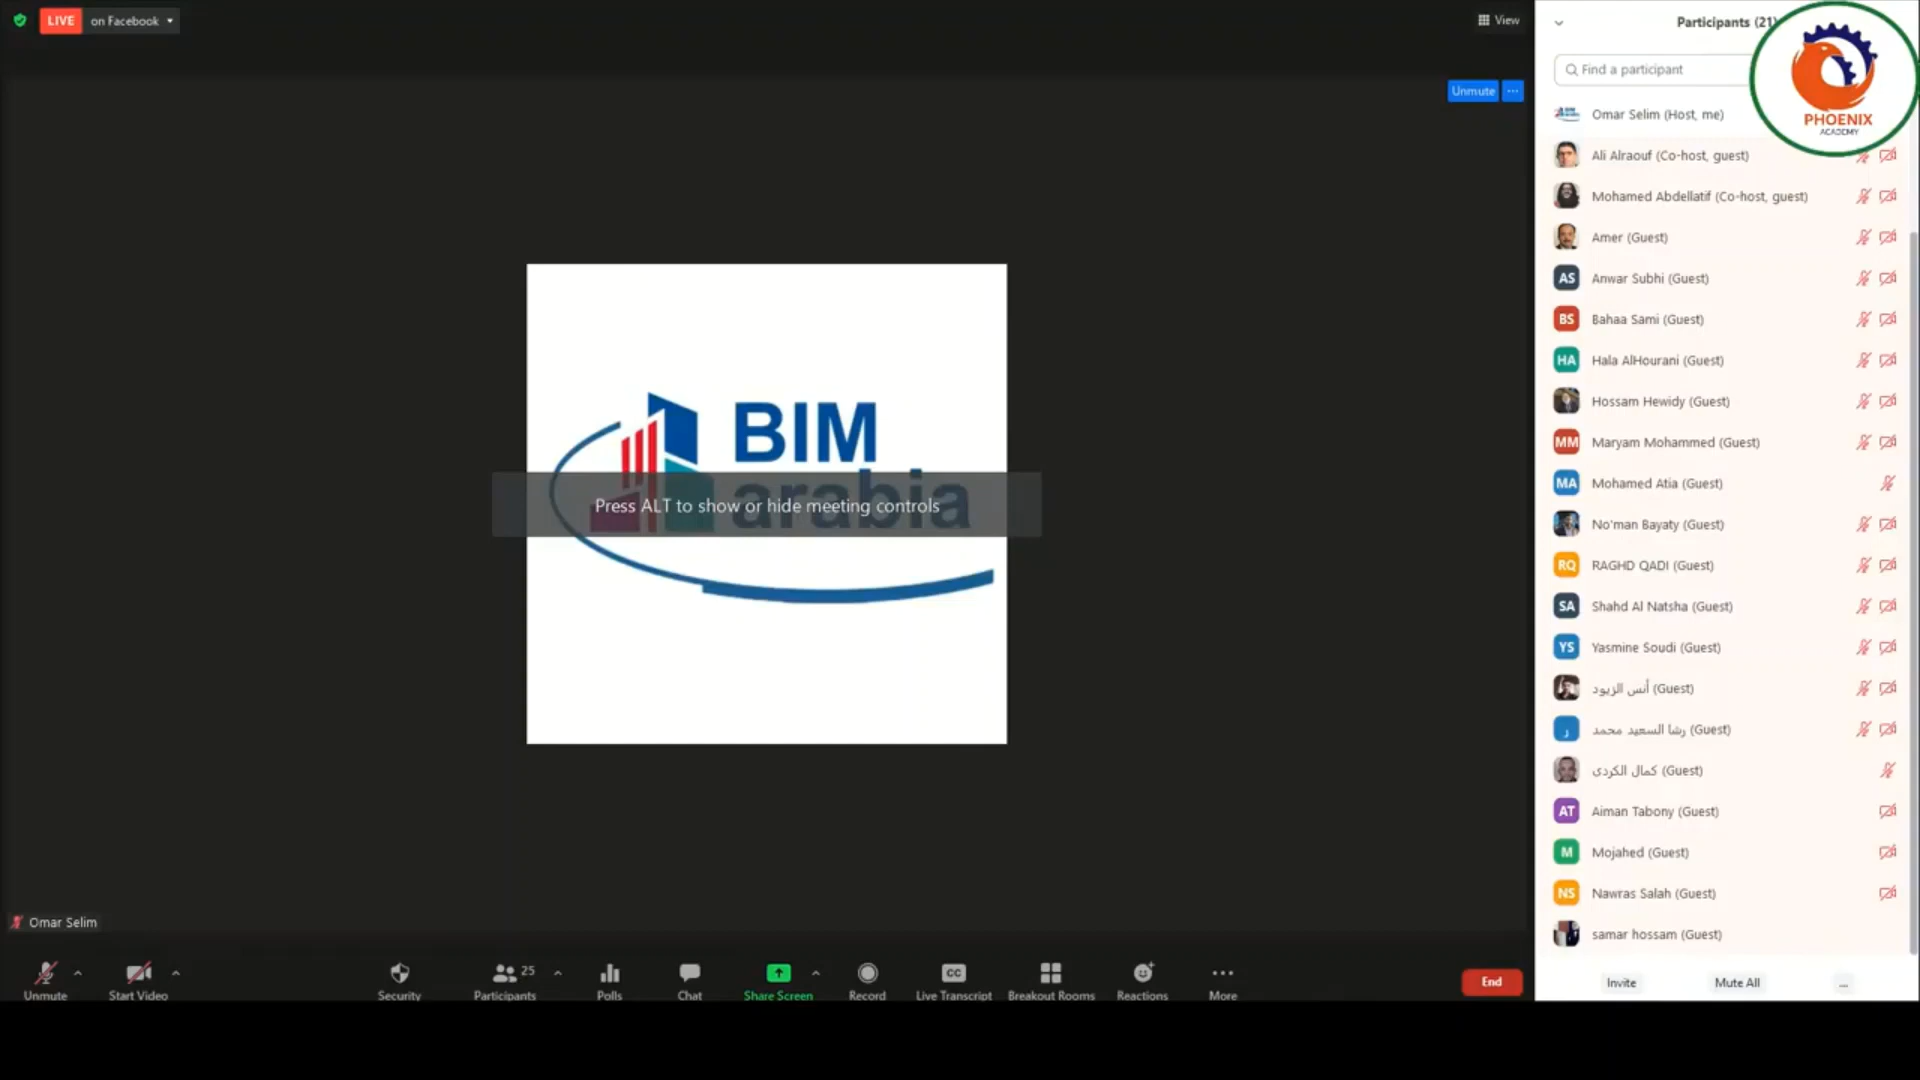 LIVE on Facebook
View
Unmute ...
BIM
arabia
Press ALT to show or hide meeting controls
Omar Selim
Unmute
Start Video
Security
25
Participants
Polls
Chat
Share Screen
Record
CC
Live Transcript
Breakout Rooms
Reactions
More
End
Participants (21)
Find a participant
PHOENIX
ACADEMY
Omar Selim (Host, me)
Ali Alraouf (Co-host, guest)
Mohamed Abdellatif (Co-host, guest)
Amer (Guest)
AS Anwar Subhi (Guest)
BS Bahaa Sami (Guest)
HA Hala AlHourani (Guest)
Hossam Hewidy (Guest)
MM Maryam Mohammed (Guest)
MA Mohamed Atia (Guest)
No'man Bayaty (Guest)
RQ RAGHD QADI (Guest)
SA Shahd Al Natsha (Guest)
YS Yasmine Soudi (Guest)
أنس الزيود (Guest)
ر رشا السعيد محمد (Guest)
كمال الكردى (Guest)
AT Aiman Tabony (Guest)
M Mojahed (Guest)
NS Nawras Salah (Guest)
samar hossam (Guest)
Invite
Mute All
...